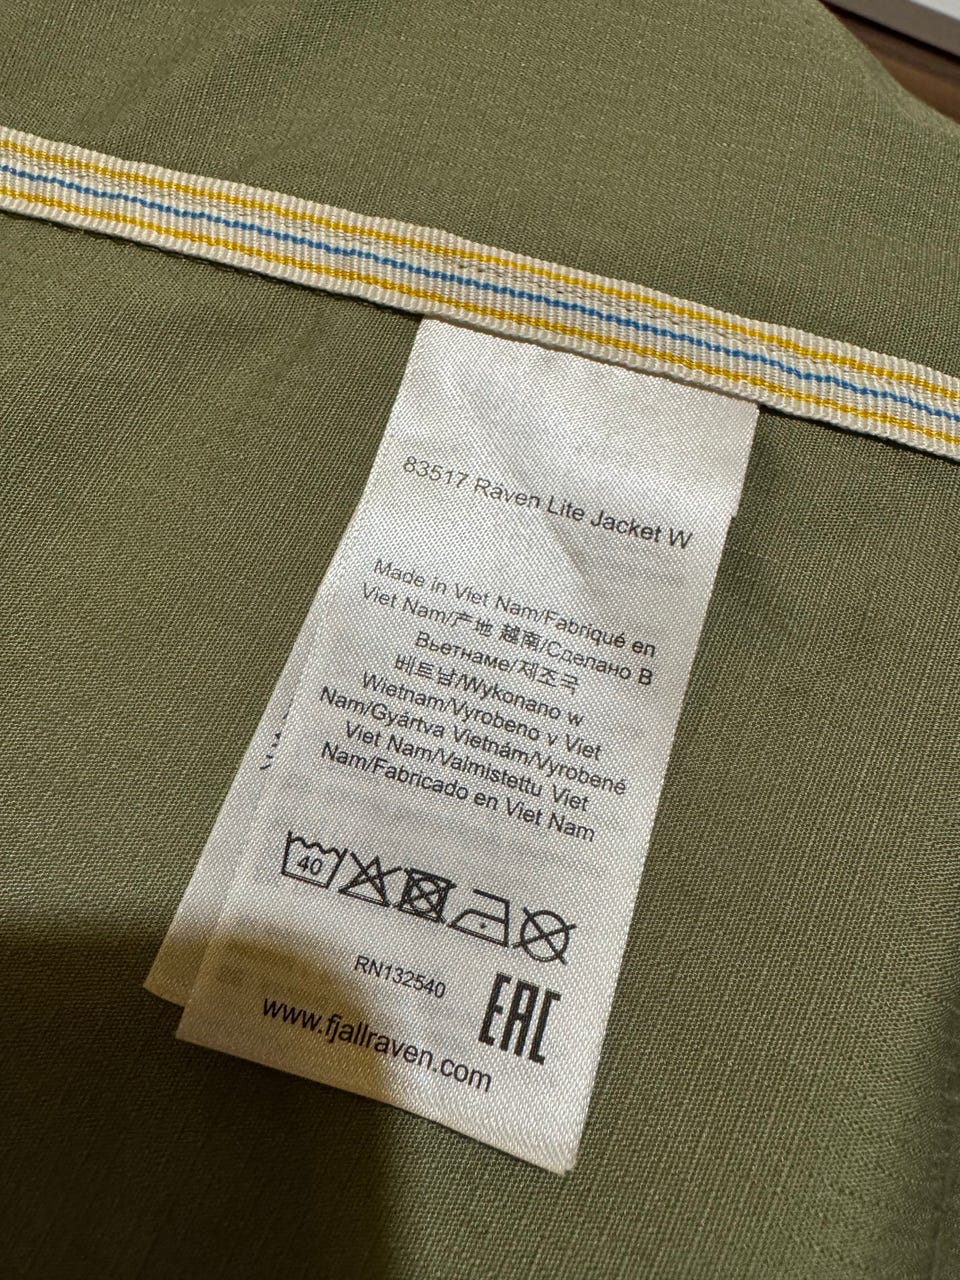 83517 Raven Lite Jacket W
Made in Viet Nam/Fabriqué en
Viet Nam/产地 越南/Сделано В
Вьетнаме/제조국
베트남/Wykonano w
Wietnam/Vyrobeno v Viet
Nam/Gyártva Vietnám/Vyrobené
Viet Nam/Valmistettu Viet
Nam/Fabricado en Viet Nam
40
RN132540
EAC
www.fjallraven.com